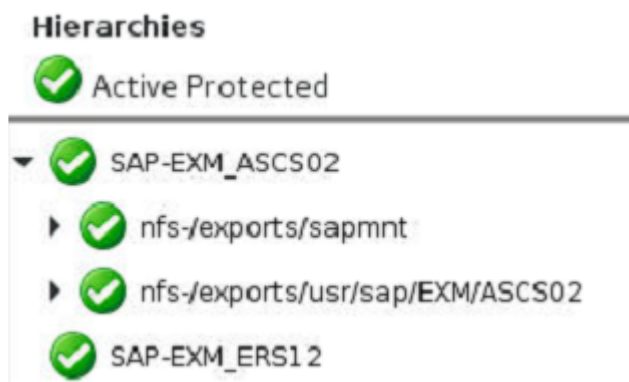 Hierarchies
Active Protected
SAP-EXM_ASCS02
nfs-/exports/sapmnt
nfs-/exports/usr/sap/EXM/ASCS02
SAP-EXM_ERS12